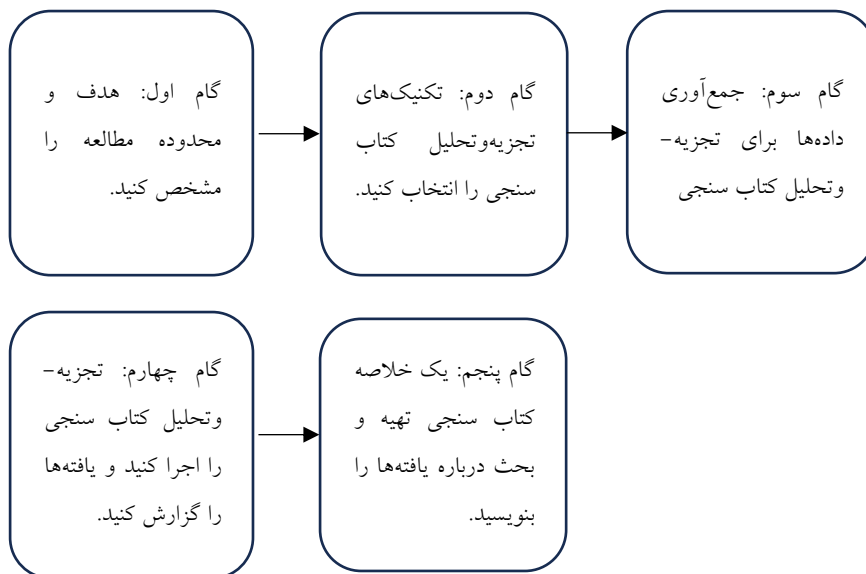 گام اول: هدف و
محدوده مطالعه را
مشخص کنید.
گام دوم: تکنیک‌های
تجزیه‌وتحلیل کتاب
سنجی را انتخاب کنید.
گام سوم: جمع‌آوری
داده‌ها برای تجزیه-
وتحلیل کتاب سنجی
گام چهارم: تجزیه-
وتحلیل کتاب سنجی
را اجرا کنید و یافته‌ها
را گزارش کنید.
گام پنجم: یک خلاصه
کتاب سنجی تهیه و
بحث درباره یافته‌ها را
بنویسید.